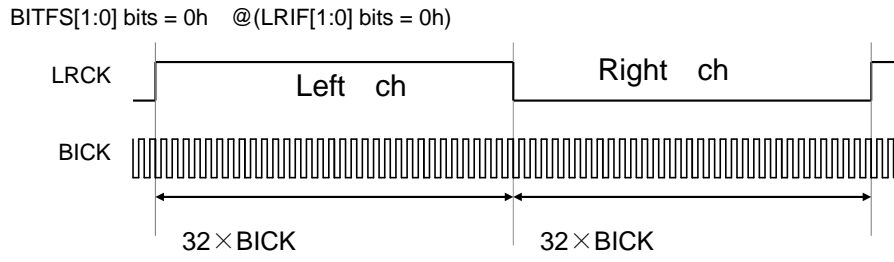 BITFS[1:0] bits = 0h @(LRIF[1:0] bits = 0h)
LRCK
Left ch
Right ch
BICK
32×BICK
32×BICK